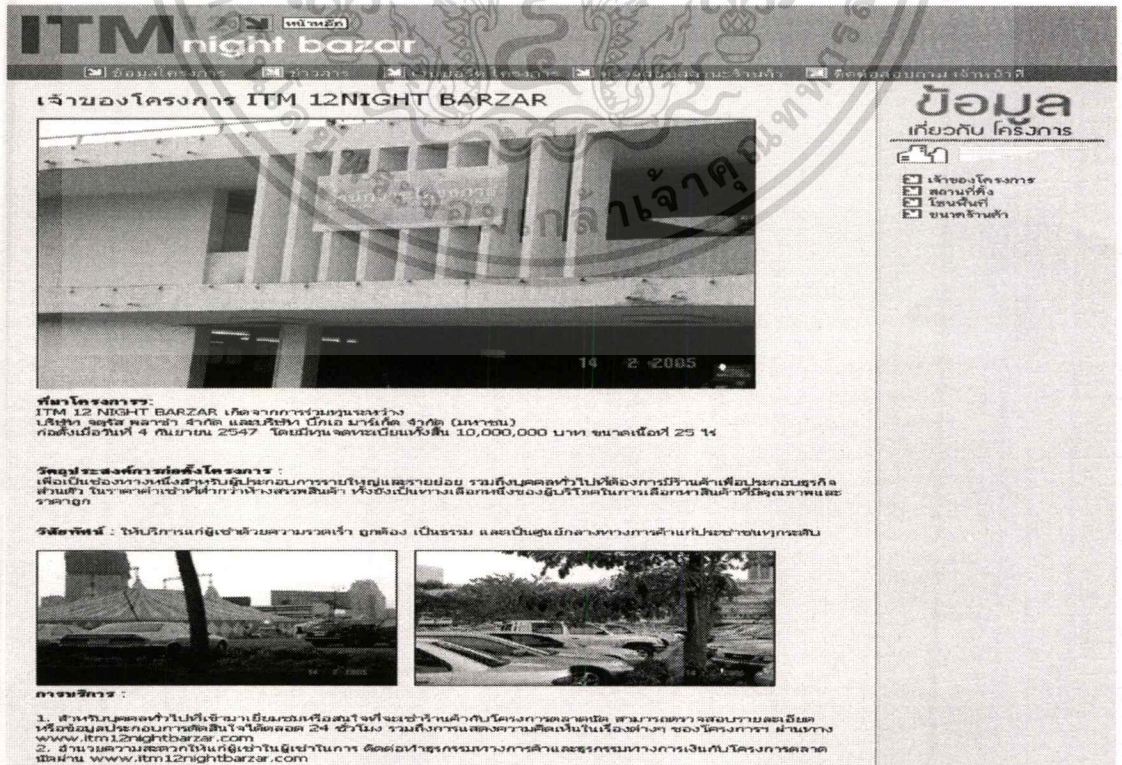 หน้าหลัก
ITM night bazar
ข้อมูลโครงการ ข่าวสาร
เจ้าของโครงการ ITM 12NIGHT BARZAR
14 2 2005
ที่มาโครงการฯ:
ITM 12 NIGHT BARZAR เกิดจากการร่วมทุนระหว่าง
บริษัท จตุรัส พลาซ่า จำกัด และบริษัท บิ๊กเอ มาร์เก็ต จำกัด (มหาชน)
ก่อตั้งเมื่อวันที่ 4 กันยายน 2547 โดยมีทุนจดทะเบียนทั้งสิ้น 10,000,000 บาท ขนาดเนื้อที่ 25 ไร่
วัตถุประสงค์การก่อตั้งโครงการ :
เพื่อเป็นช่องทางหนึ่งสำหรับผู้ประกอบการรายใหญ่และรายย่อย รวมถึงบุคคลทั่วไปที่ต้องการมีร้านค้าเพื่อประกอบธุรกิจ
ส่วนตัว ในราคาค่าเช่าที่ต่ำกว่าห้างสรรพสินค้า ทั้งยังเป็นทางเลือกหนึ่งของผู้บริโภคในการเลือกหาสินค้าที่มีคุณภาพและ
ราคาถูก
วิสัยทัศน์ : ให้บริการแก่ผู้เช่าด้วยความรวดเร็ว ถูกต้อง เป็นธรรม และเป็นศูนย์กลางทางการค้าแก่ประชาชนทุกระดับ
การบริการ :
1. สำหรับบุคคลทั่วไปที่เข้ามาเยี่ยมชมหรือสนใจที่จะเช่าร้านค้ากับโครงการตลาดนัด สามารถตรวจสอบรายละเอียด
หรือข้อมูลประกอบการตัดสินใจได้ตลอด 24 ชั่วโมง รวมถึงการแสดงความคิดเห็นในเรื่องต่างๆ ของโครงการฯ ผ่านทาง
www.itm12nightbarzar.com
2. อำนวยความสะดวกให้แก่ผู้เช่าในผู้เช่าในการ ติดต่อทำธุรกรรมทางการค้าและธุรกรรมทางการเงินกับโครงการตลาด
นัดผ่าน www.itm12nightbarzar.com
ข้อมูล
เกี่ยวกับ โครงการ
เจ้าของโครงการ
สถานที่ตั้ง
โซนพื้นที่
ขนาดร้านค้า